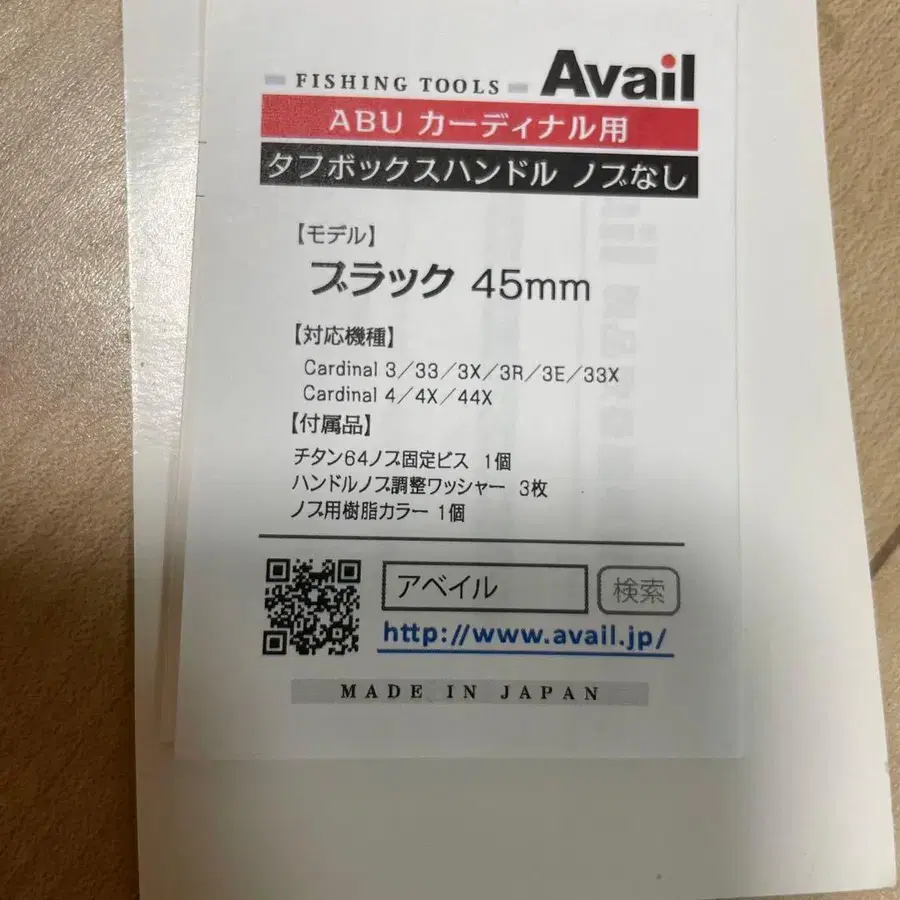 FISHING TOOLS Avail
ABU カーディナル用
タフボックスハンドル ノブなし
【モデル】
ブラック 45mm
【対応機種】
Cardinal 3／33／3X／3R／3E／33X
Cardinal 4／4X／44X
【付属品】
チタン64ノブ固定ビス 1個
ハンドルノブ調整ワッシャー 3枚
ノブ用樹脂カラー 1個
アベイル 検索
http://www.avail.jp/
MADE IN JAPAN